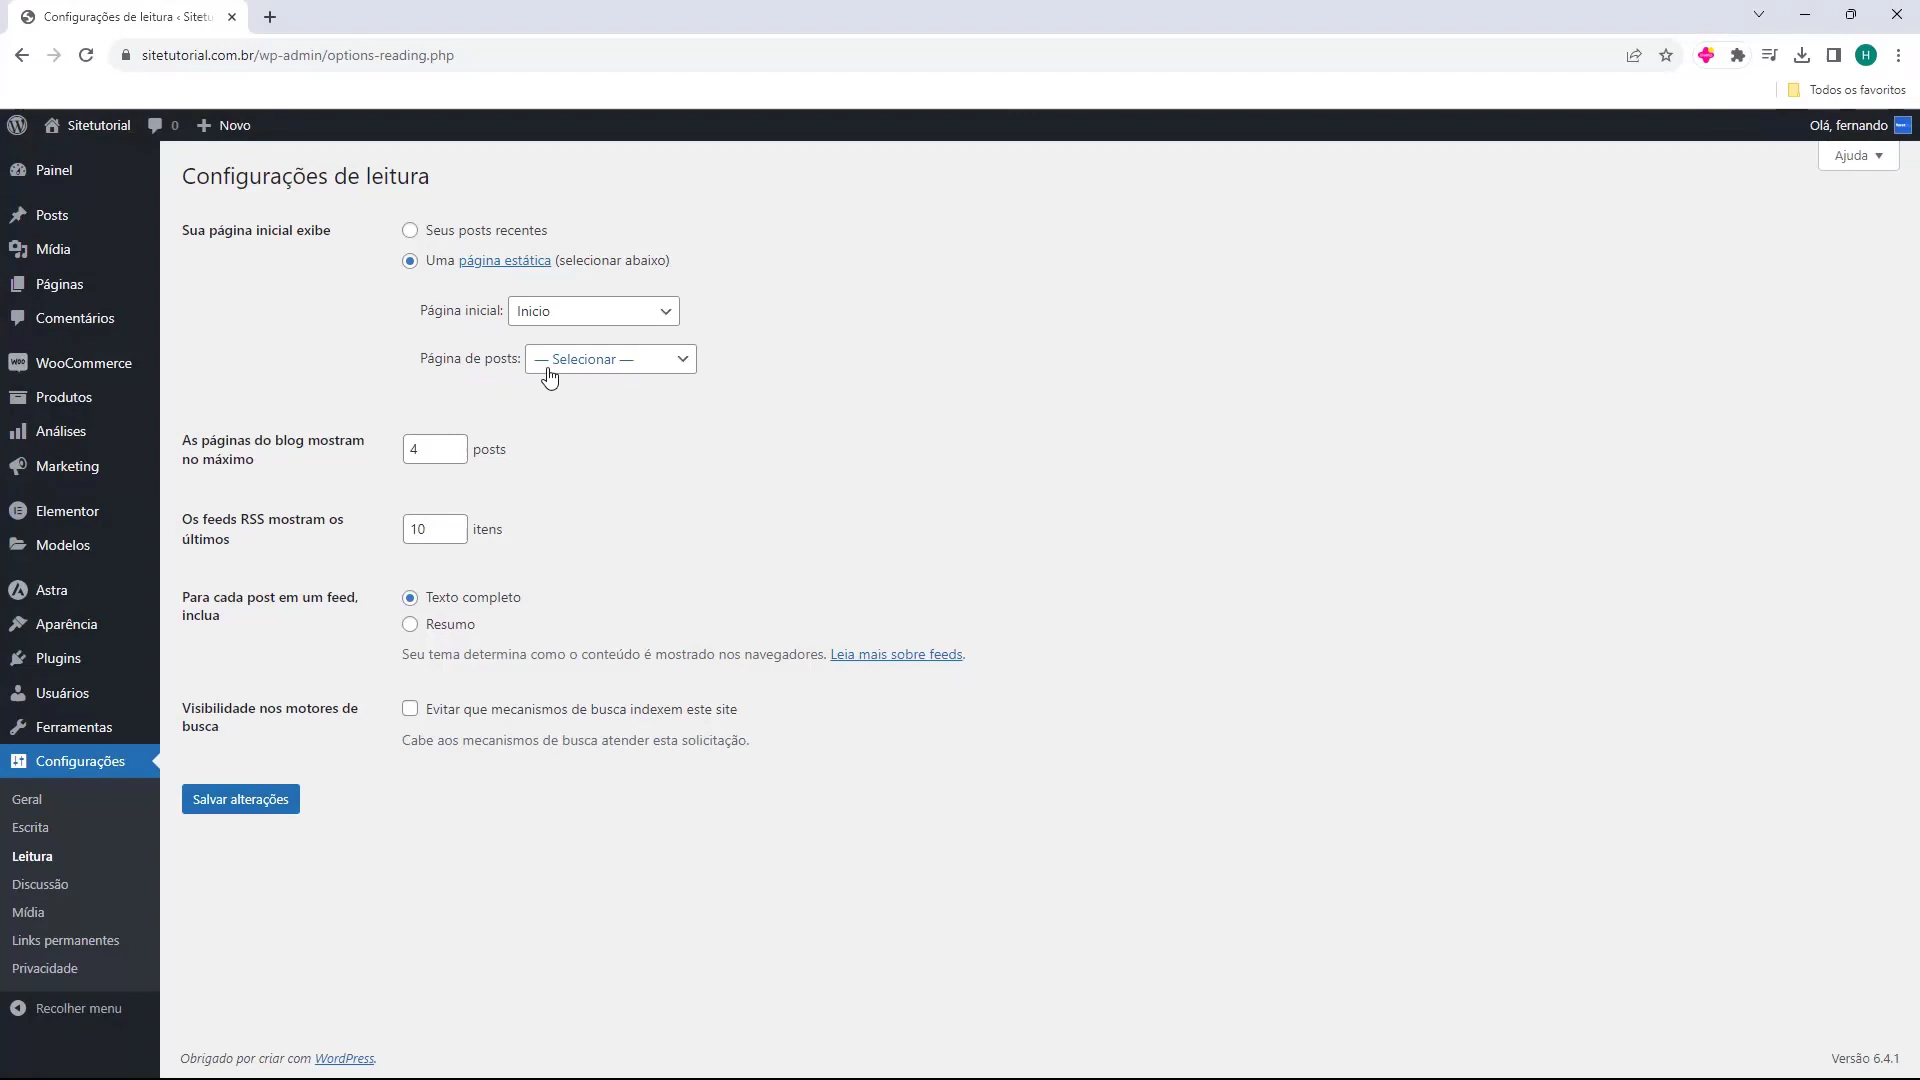 Configurações de leitura ‹ Sitetu
sitetutorial.com.br/wp-admin/options-reading.php
H
Todos os favoritos
Sitetutorial 0 Novo
Olá, fernando
Ajuda
Painel
Posts
Mídia
Páginas
Comentários
WooCommerce
Produtos
Análises
Marketing
Elementor
Modelos
Astra
Aparência
Plugins
Usuários
Ferramentas
Configurações
Geral
Escrita
Leitura
Discussão
Mídia
Links permanentes
Privacidade
Recolher menu
Configurações de leitura
Sua página inicial exibe
Seus posts recentes
Uma página estática (selecionar abaixo)
Página inicial: Inicio
Página de posts: — Selecionar —
As páginas do blog mostram
no máximo
4 posts
Os feeds RSS mostram os
últimos
10 itens
Para cada post em um feed,
inclua
Texto completo
Resumo
Seu tema determina como o conteúdo é mostrado nos navegadores. Leia mais sobre feeds.
Visibilidade nos motores de
busca
Evitar que mecanismos de busca indexem este site
Cabe aos mecanismos de busca atender esta solicitação.
Salvar alterações
Obrigado por criar com WordPress.
Versão 6.4.1